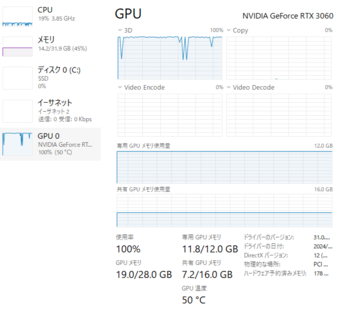 CPU
19% 3.85 GHz
メモリ
14.2/31.9 GB (45%)
ディスク 0 (C:)
SSD
0%
イーサネット
イーサネット 2
送信: 0 受信: 0 Kbps
GPU 0
NVIDIA GeForce RT...
100% (50 °C)
GPU
NVIDIA GeForce RTX 3060
3D 100%
Copy 0%
Video Encode 0%
Video Decode 0%
専用 GPU メモリ使用量 12.0 GB
共有 GPU メモリ使用量 16.0 GB
使用率
100%
専用 GPU メモリ
11.8/12.0 GB
GPU メモリ
19.0/28.0 GB
共有 GPU メモリ
7.2/16.0 GB
GPU 温度
50 °C
ドライバーのバージョン: 31.0....
ドライバーの日付: 2024/...
DirectX バージョン: 12 (...
物理的な場所: PCI ...
ハードウェア予約済みメモリ: 178 ...